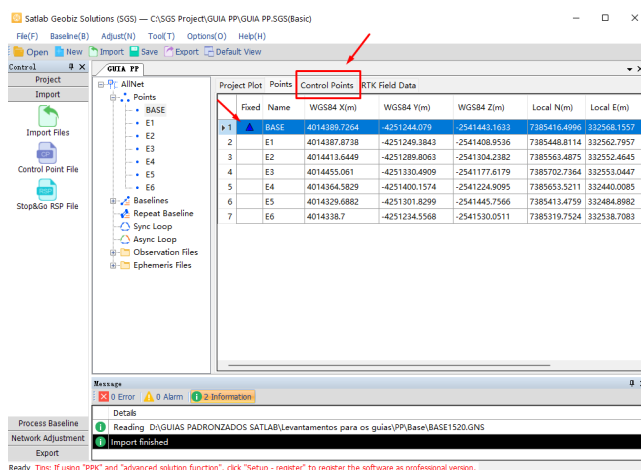 Satlab Geobiz Solutions (SGS) — C:\SGS Project\GUIA PP\GUIA PP.SGS(Basic)
File(F) Baseline(B) Adjust(N) Tool(T) Options(O) Help(H)
Open New Import Save Export Default View
Control
Project
Import
Import Files
CPI
Control Point File
RSP
Stop&Go RSP File
Process Baseline
Network Adjustment
Export
GUIA PP
AllNet
Points
BASE
E1
E2
E3
E4
E5
E6
Baselines
Repeat Baseline
Sync Loop
Async Loop
Observation Files
Ephemeris Files
Project Plot Points Control Points RTK Field Data
Fixed Name WGS84 X(m) WGS84 Y(m) WGS84 Z(m) Local N(m) Local E(m)
1 BASE 4014389.7264 -4251244.079 -2541443.1633 7385416.4996 332568.1557
2 E1 4014387.8738 -4251249.3843 -2541408.9536 7385448.8114 332562.7957
3 E2 4014413.6449 -4251289.8063 -2541304.2382 7385563.4875 332552.4645
4 E3 4014455.061 -4251330.4909 -2541177.6179 7385702.7364 332553.0447
5 E4 4014364.5829 -4251400.1574 -2541224.9095 7385653.5211 332440.0085
6 E5 4014329.6882 -4251301.8299 -2541445.7566 7385413.4759 332484.8982
7 E6 4014338.7 -4251234.5568 -2541530.0511 7385319.7524 332538.7083
Message
0 Error 0 Alarm 2 Information
Details
Reading D:\GUIAS PADRONZADOS SATLAB\Levantamentos para os guias\PP\Base\BASE1520.GNS
Import finished
Ready Tips: If using "PPK" and "advanced solution function", click "Setup - register" to register the software as professional version.